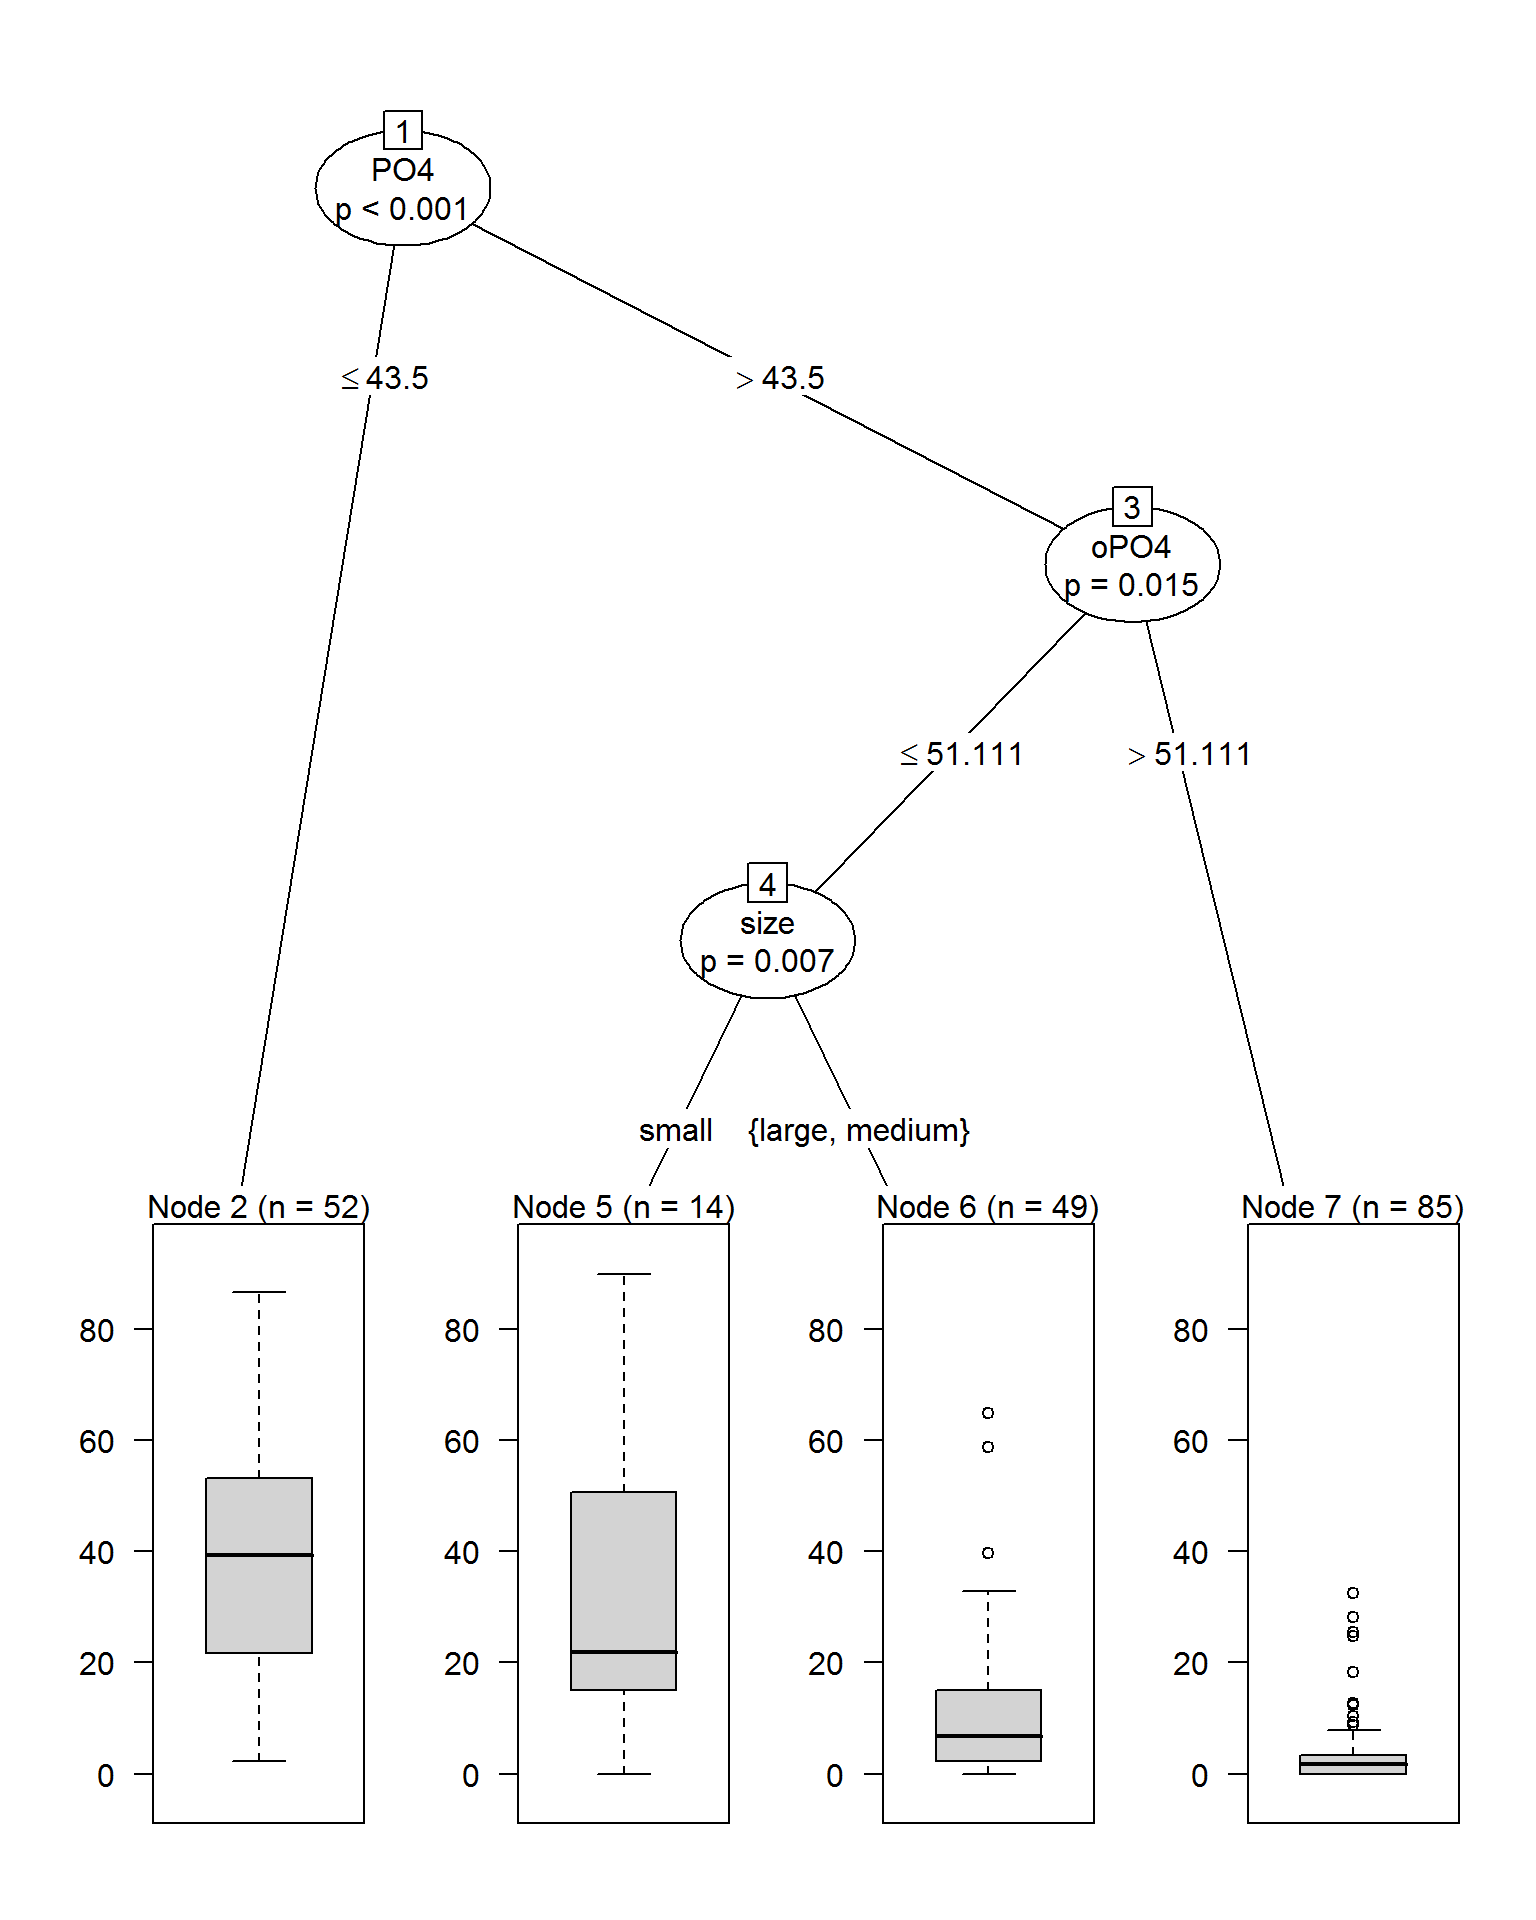 1
PO4
p < 0.001
≤ 43.5
> 43.5
3
oPO4
p = 0.015
≤ 51.111
> 51.111
4
size
p = 0.007
small
{large, medium}
Node 2 (n = 52)
80
60
40
20
0
Node 5 (n = 14)
80
60
40
20
0
Node 6 (n = 49)
80
60
40
20
0
Node 7 (n = 85)
80
60
40
20
0